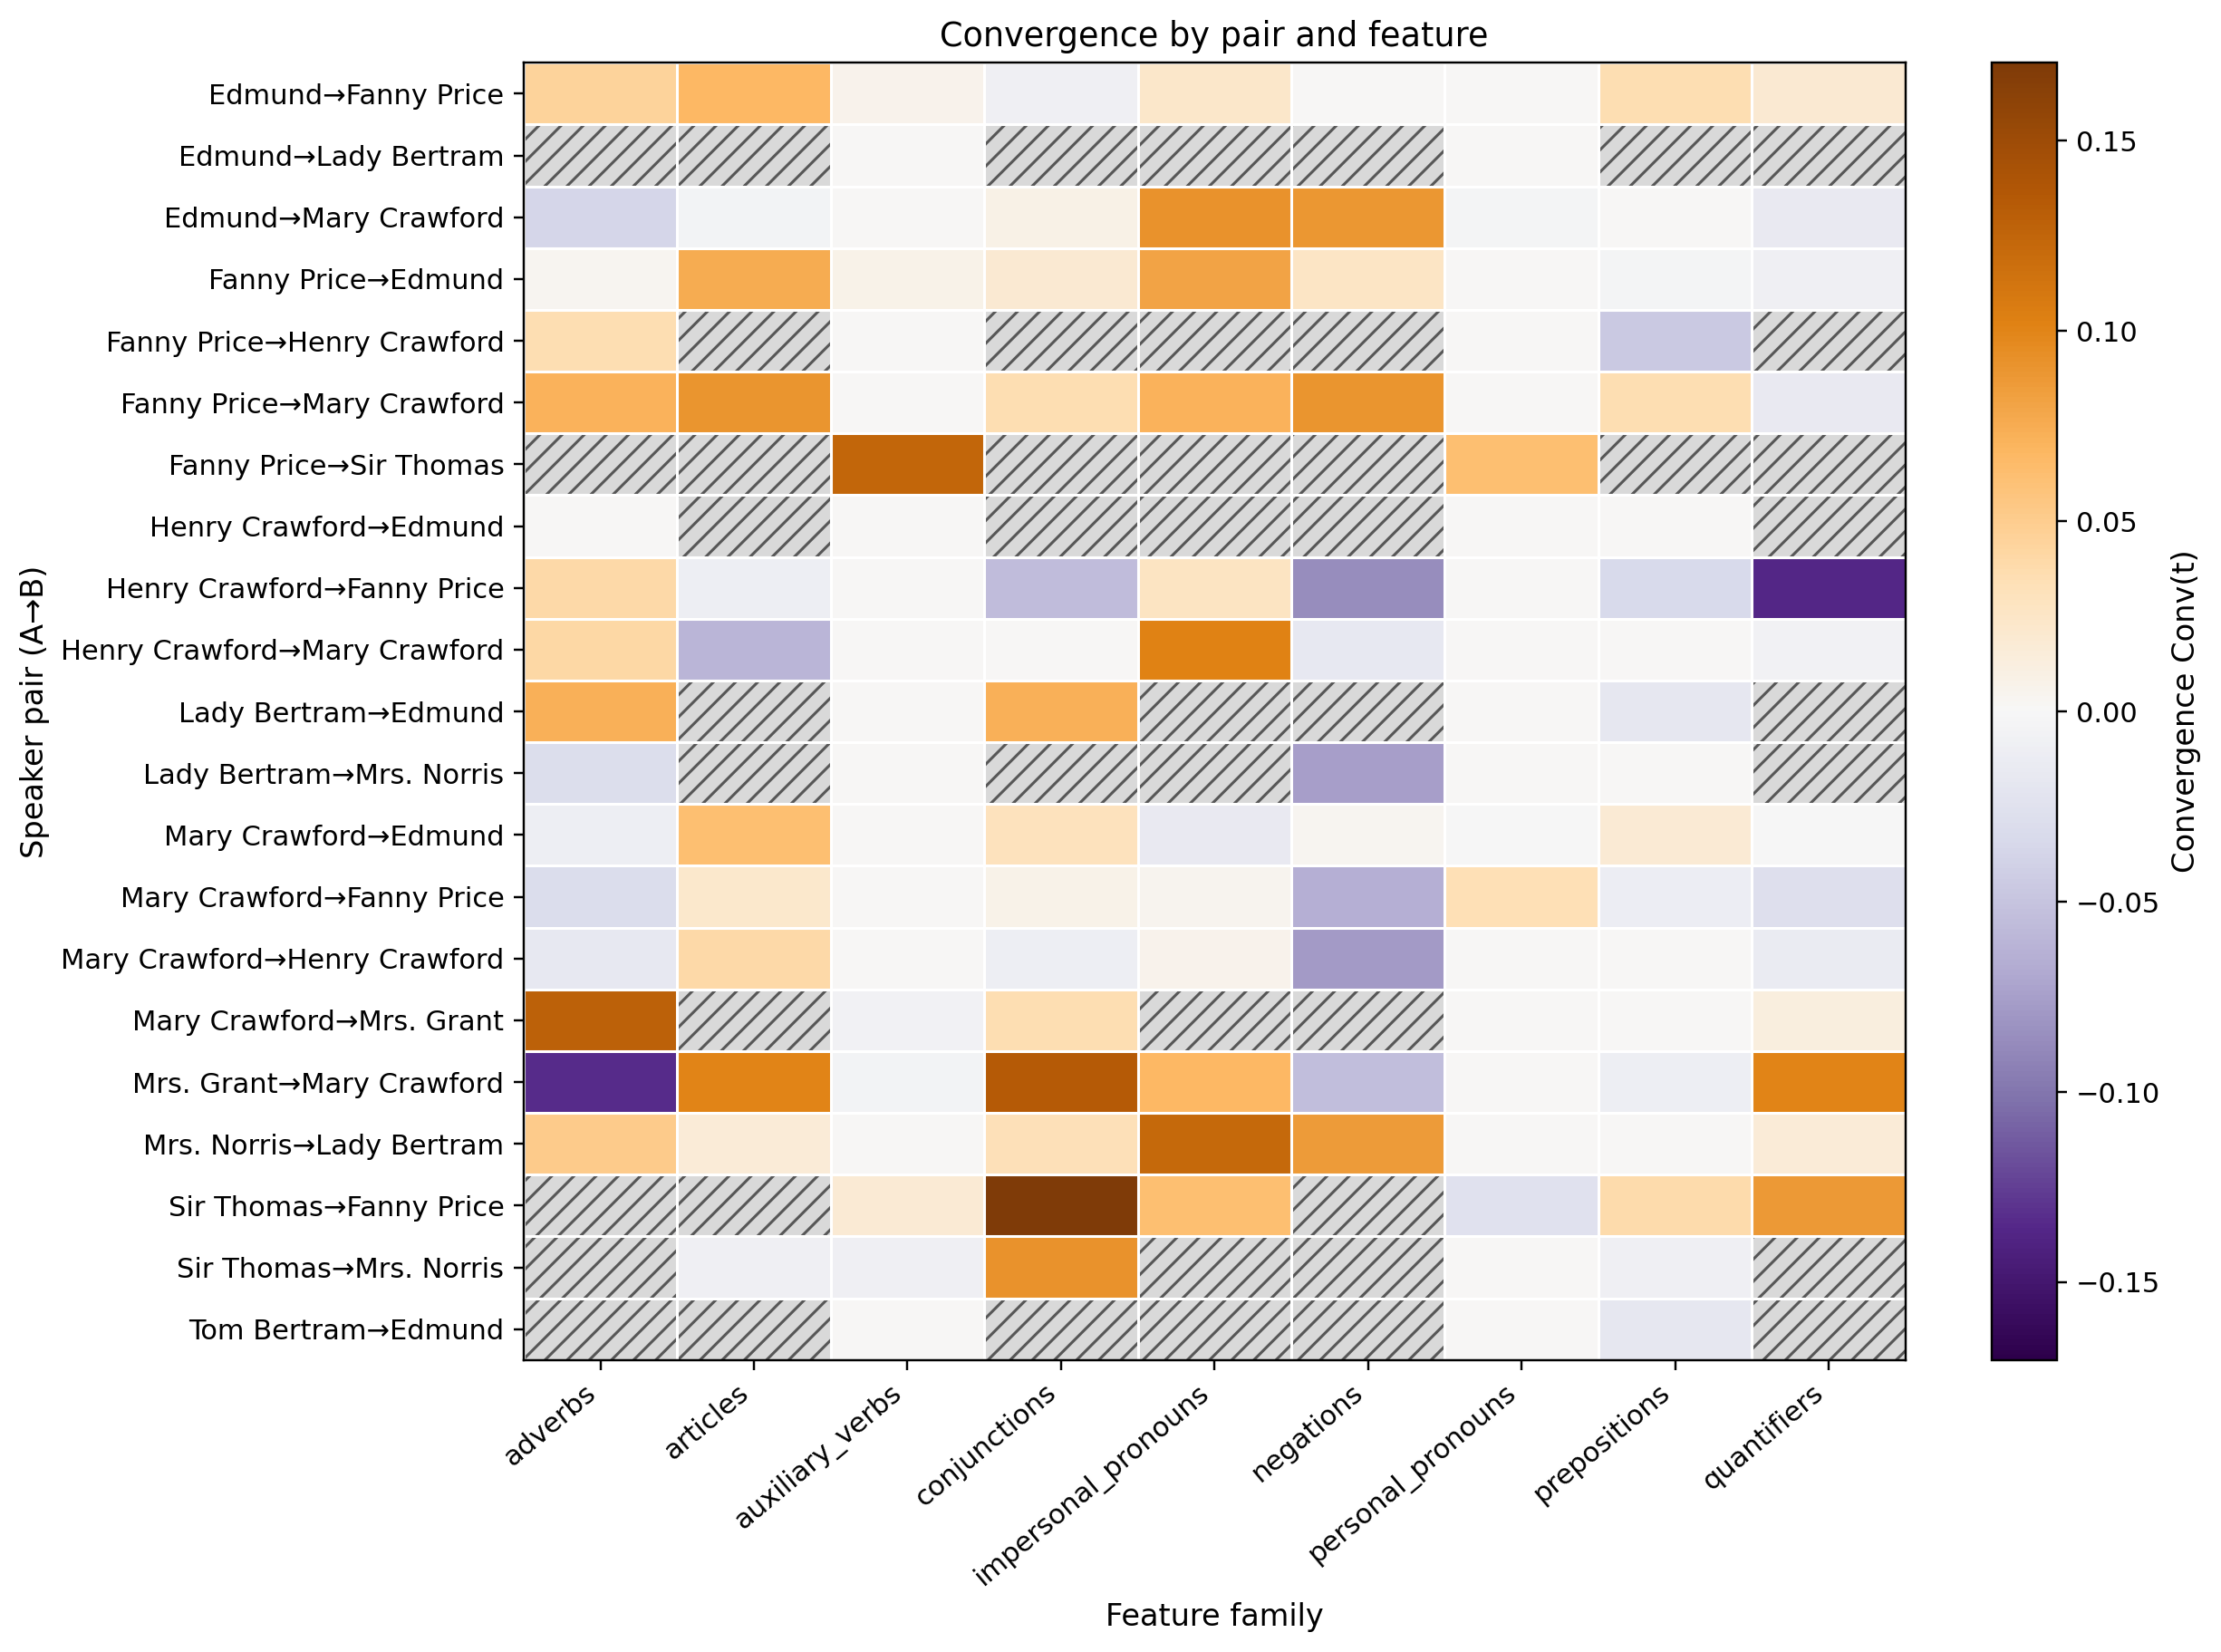 Convergence by pair and feature
Speaker pair (A→B)
Edmund→Fanny Price
Edmund→Lady Bertram
Edmund→Mary Crawford
Fanny Price→Edmund
Fanny Price→Henry Crawford
Fanny Price→Mary Crawford
Fanny Price→Sir Thomas
Henry Crawford→Edmund
Henry Crawford→Fanny Price
Henry Crawford→Mary Crawford
Lady Bertram→Edmund
Lady Bertram→Mrs. Norris
Mary Crawford→Edmund
Mary Crawford→Fanny Price
Mary Crawford→Henry Crawford
Mary Crawford→Mrs. Grant
Mrs. Grant→Mary Crawford
Mrs. Norris→Lady Bertram
Sir Thomas→Fanny Price
Sir Thomas→Mrs. Norris
Tom Bertram→Edmund
adverbs
articles
auxiliary_verbs
conjunctions
impersonal_pronouns
negations
personal_pronouns
prepositions
quantifiers
Feature family
0.15
0.10
0.05
0.00
−0.05
−0.10
−0.15
Convergence Conv(t)